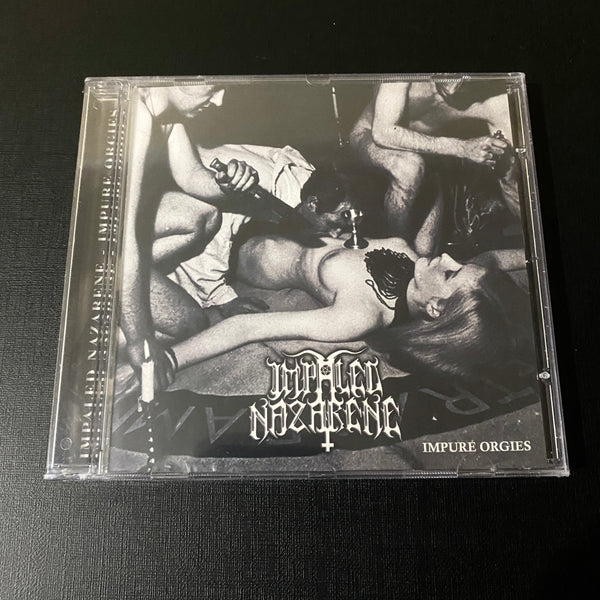 IMPALED NAZARENE - IMPURE ORGIES
IMPALED
NAZARENE
IMPURE ORGIES